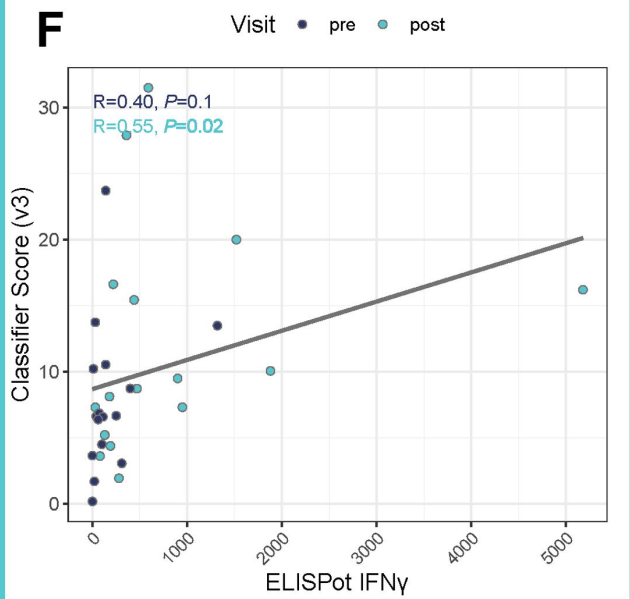 F
Visit pre post
R=0.40, P=0.1
R=0.55, P=0.02
30
20
10
0
Classifier Score (v3)
0 1000 2000 3000 4000 5000
ELISPot IFNγ